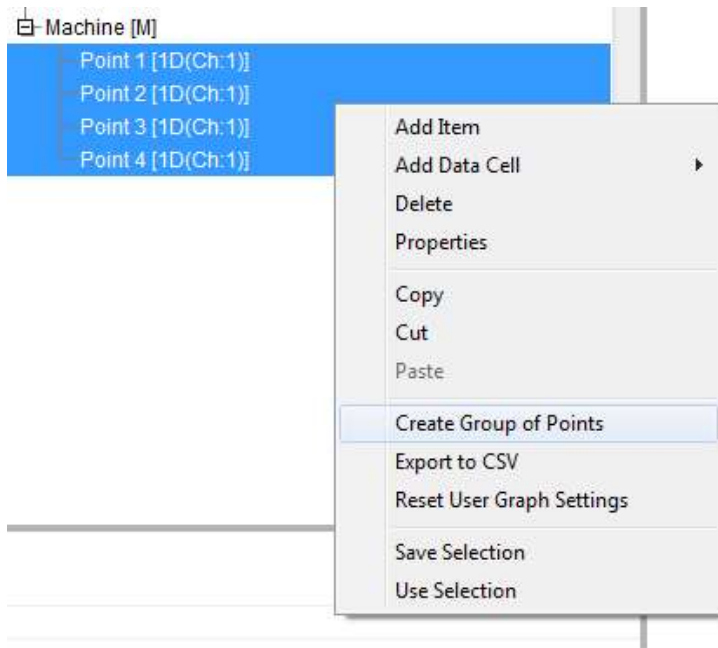 Machine [M]
Point 1 [1D(Ch:1)]
Point 2 [1D(Ch:1)]
Point 3 [1D(Ch:1)]
Point 4 [1D(Ch:1)]
Add Item
Add Data Cell
Delete
Properties
Copy
Cut
Paste
Create Group of Points
Export to CSV
Reset User Graph Settings
Save Selection
Use Selection